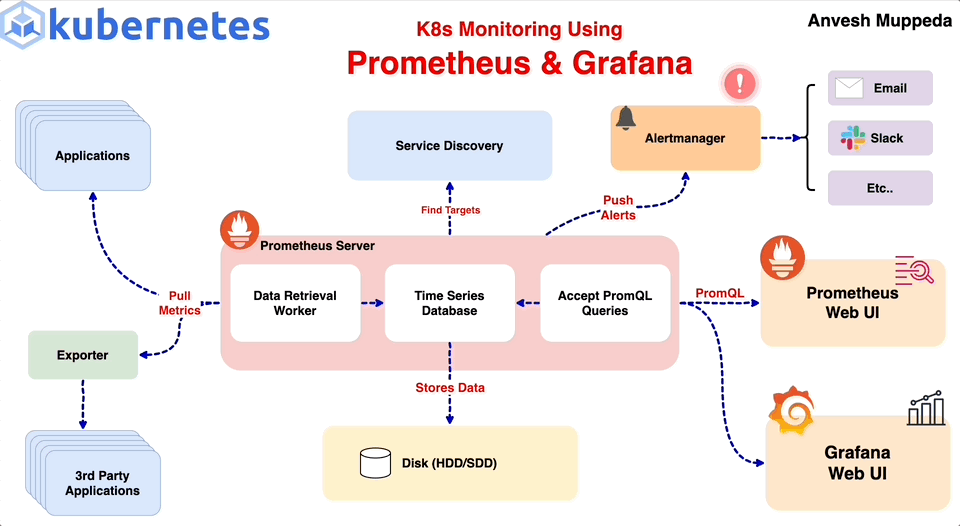 kubernetes
K8s Monitoring Using
Prometheus & Grafana
Anvesh Muppeda
Applications
Service Discovery
Alertmanager
Email
Slack
Etc..
Find Targets
Push
Alerts
Prometheus Server
Pull
Metrics
Data Retrieval
Worker
Time Series
Database
Accept PromQL
Queries
PromQL
Prometheus
Web UI
Exporter
Stores Data
3rd Party
Applications
Disk (HDD/SDD)
Grafana
Web UI